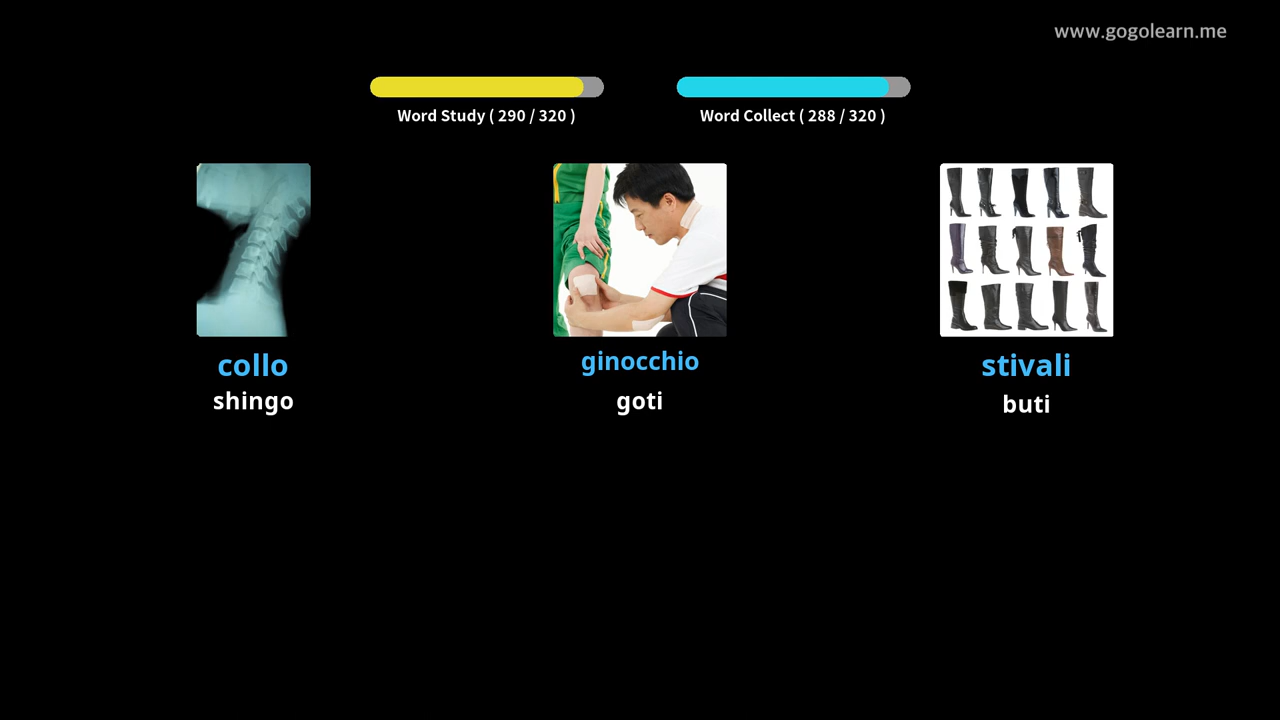 www.gogolearn.me
Word Study ( 290 / 320 )
Word Collect ( 288 / 320 )
collo
shingo
ginocchio
goti
stivali
buti